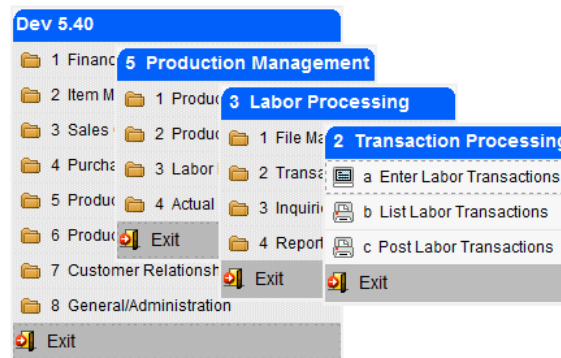 Dev 5.40
1 Financ
2 Item M
3 Sales
4 Purcha
5 Produc
6 Produc
7 Customer Relationsh
8 General/Administration
Exit
5 Production Management
1 Produc
2 Produc
3 Labor
4 Actual
Exit
3 Labor Processing
1 File Ma
2 Transa
3 Inquiri
4 Report
Exit
2 Transaction Processing
a Enter Labor Transactions
b List Labor Transactions
c Post Labor Transactions
Exit